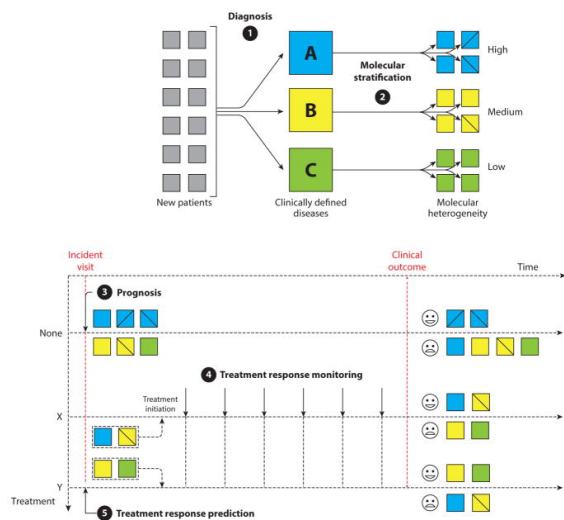 Diagnosis
1
A
High
Molecular
stratification
2
B
Medium
C
Low
New patients
Clinically defined
diseases
Molecular
heterogeneity
Incident
visit
Clinical
outcome
Time
3 Prognosis
None
4 Treatment response monitoring
Treatment
initiation
X
Y
Treatment
5 Treatment response prediction